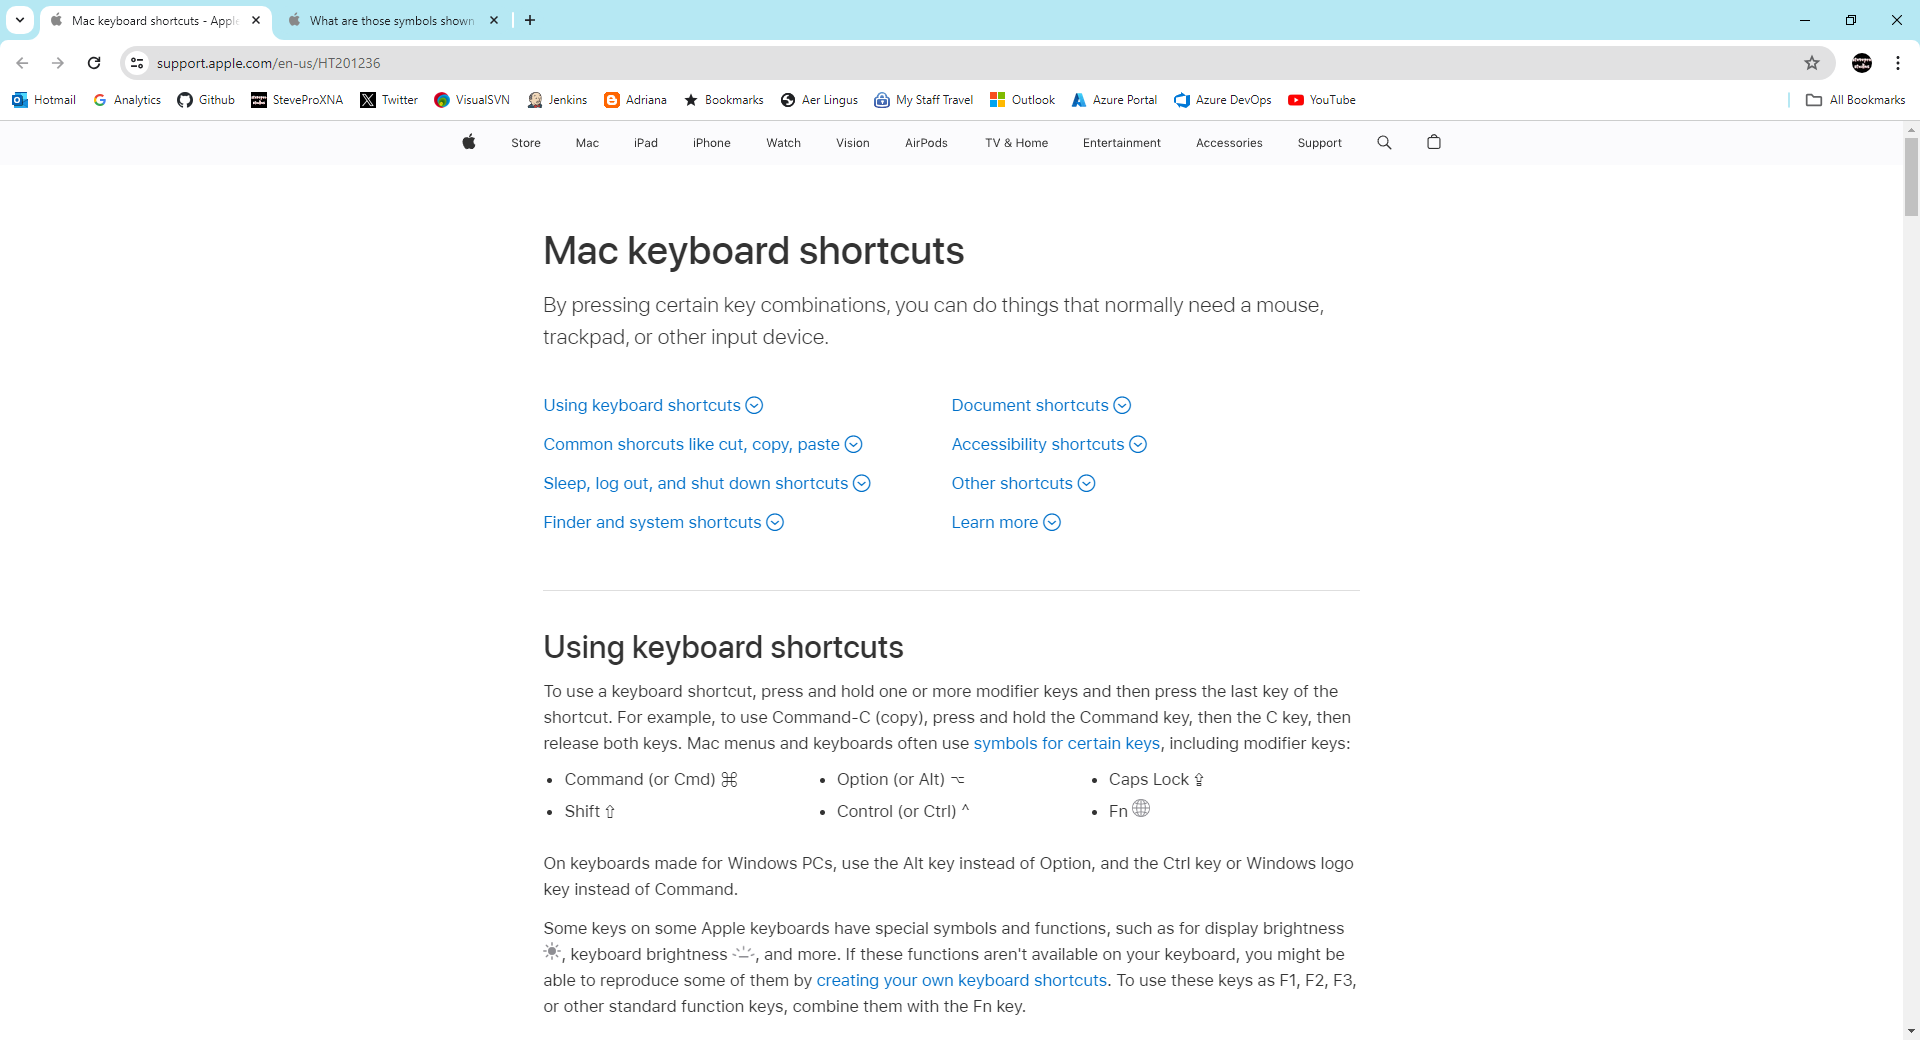 Mac keyboard shortcuts - Apple
What are those symbols shown
support.apple.com/en-us/HT201236
Hotmail Analytics Github SteveProXNA Twitter VisualSVN Jenkins Adriana Bookmarks Aer Lingus My Staff Travel Outlook Azure Portal Azure DevOps YouTube All Bookmarks
Store Mac iPad iPhone Watch Vision AirPods TV & Home Entertainment Accessories Support
Mac keyboard shortcuts
By pressing certain key combinations, you can do things that normally need a mouse,
trackpad, or other input device.
Using keyboard shortcuts
Document shortcuts
Common shorcuts like cut, copy, paste
Accessibility shortcuts
Sleep, log out, and shut down shortcuts
Other shortcuts
Finder and system shortcuts
Learn more
Using keyboard shortcuts
To use a keyboard shortcut, press and hold one or more modifier keys and then press the last key of the
shortcut. For example, to use Command-C (copy), press and hold the Command key, then the C key, then
release both keys. Mac menus and keyboards often use symbols for certain keys, including modifier keys:
• Command (or Cmd) ⌘
• Option (or Alt) ⌥
• Caps Lock ⇪
• Shift ⇧
• Control (or Ctrl) ^
• Fn
On keyboards made for Windows PCs, use the Alt key instead of Option, and the Ctrl key or Windows logo
key instead of Command.
Some keys on some Apple keyboards have special symbols and functions, such as for display brightness
, keyboard brightness , and more. If these functions aren't available on your keyboard, you might be
able to reproduce some of them by creating your own keyboard shortcuts. To use these keys as F1, F2, F3,
or other standard function keys, combine them with the Fn key.